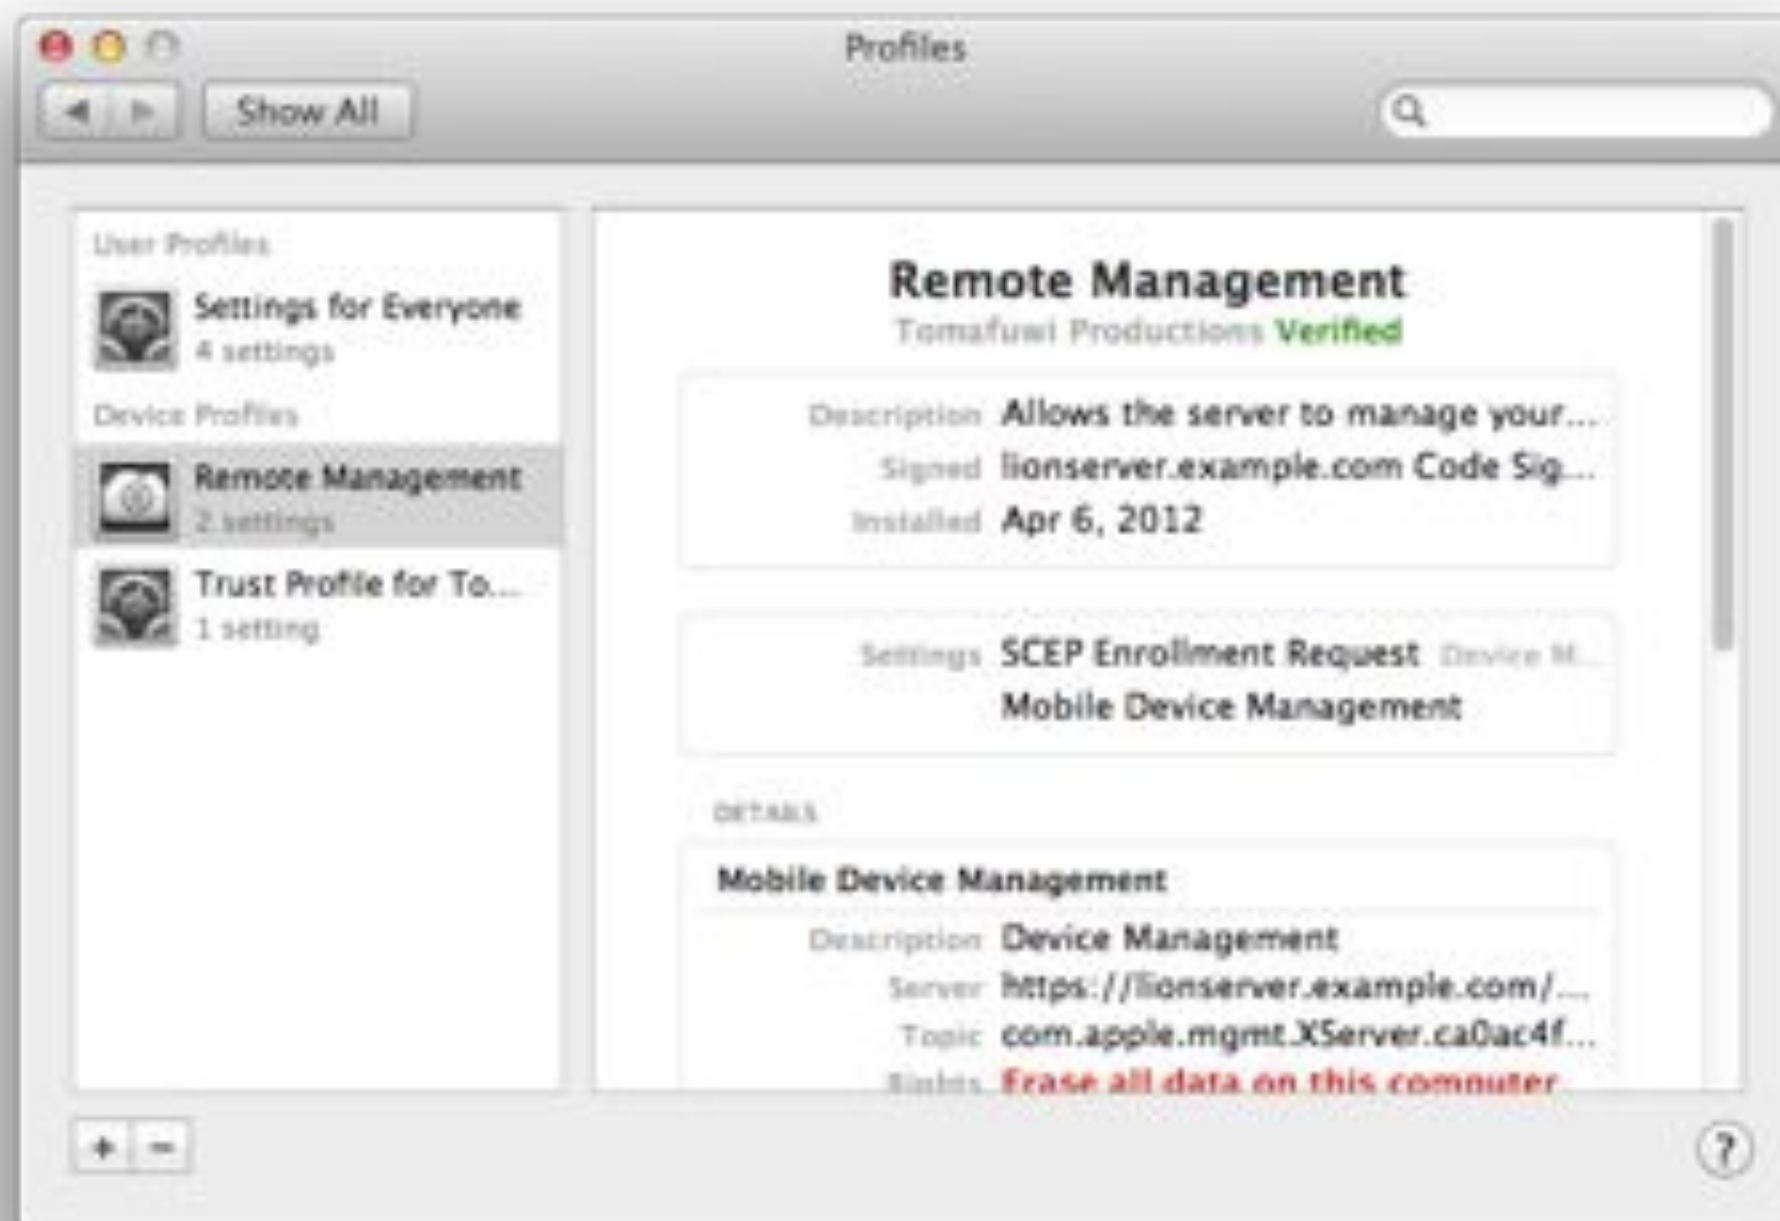 Profiles
Show All
User Profiles
Settings for Everyone
4 settings
Device Profiles
Remote Management
2 settings
Trust Profile for To...
1 setting
Remote Management
Tomafuwi Productions Verified
Description Allows the server to manage your...
Signed lionserver.example.com Code Sig...
Installed Apr 6, 2012
Settings SCEP Enrollment Request Device M...
Mobile Device Management
DETAILS
Mobile Device Management
Description Device Management
Server https://lionserver.example.com/...
Topic com.apple.mgmt.XServer.ca0ac4f...
Rights Erase all data on this computer
+ −
?